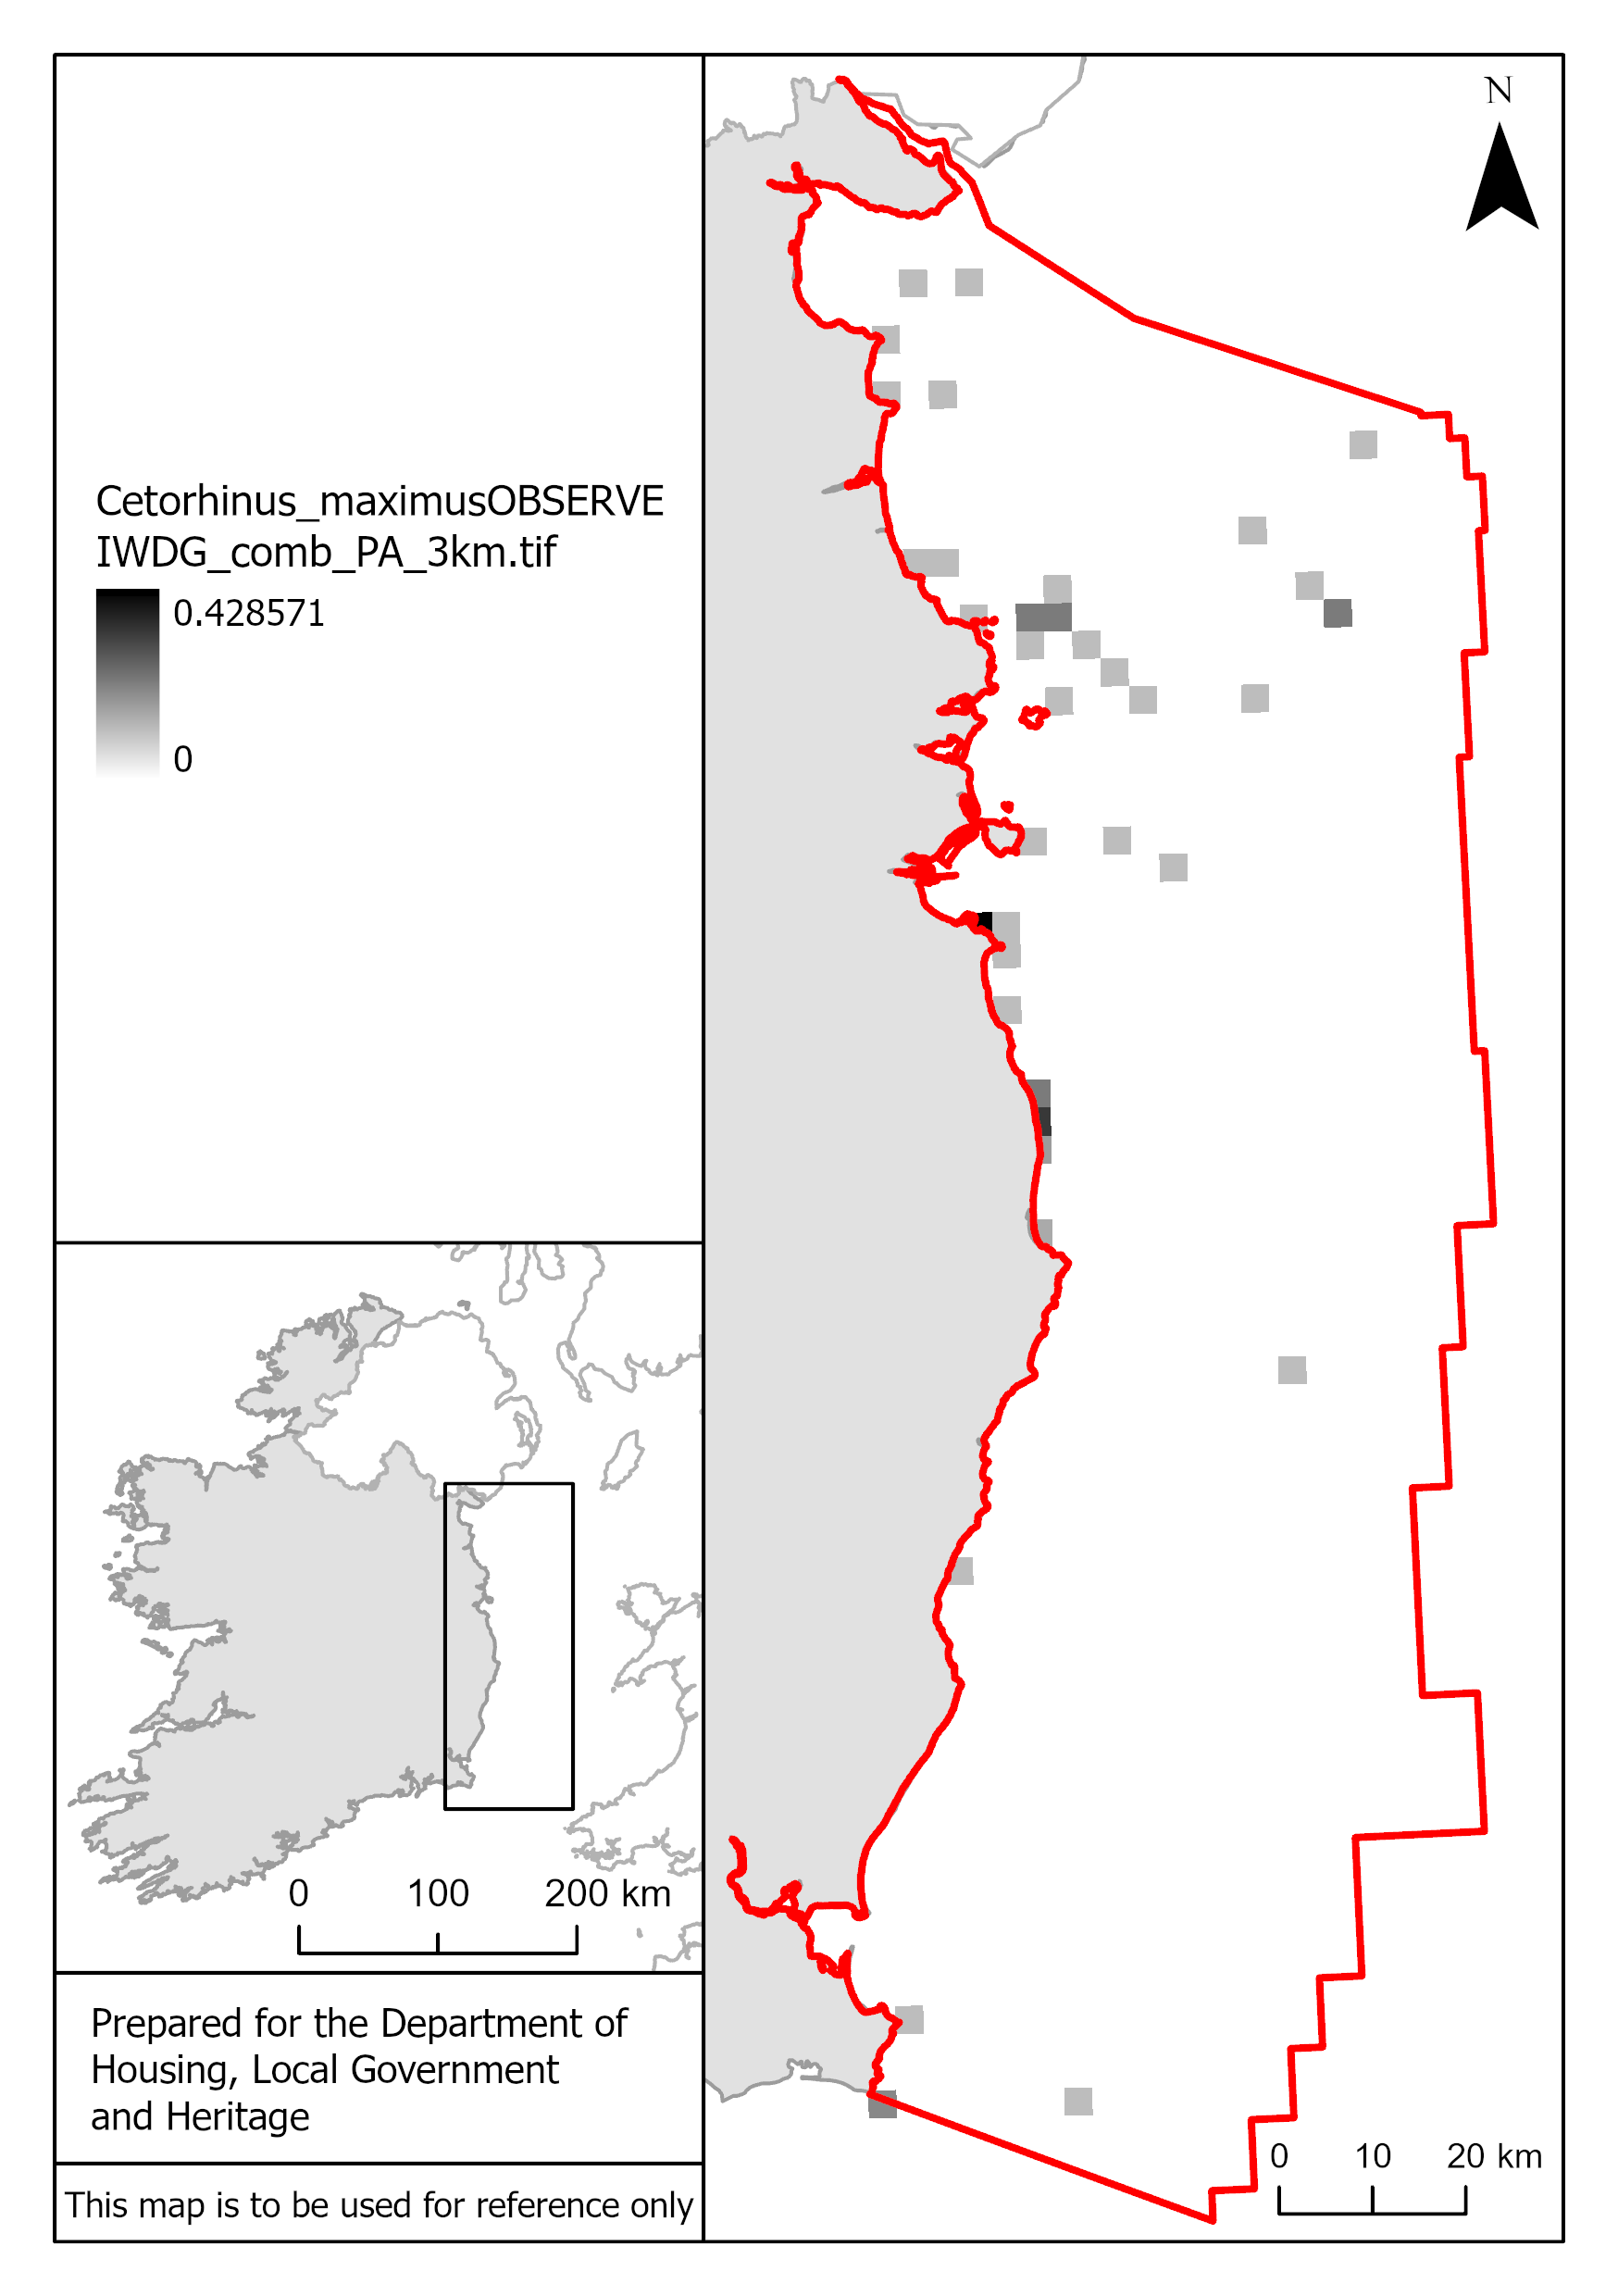 N
Cetorhinus_maximusOBSERVE
IWDG_comb_PA_3km.tif
0.428571
0
0 100 200 km
Prepared for the Department of
Housing, Local Government
and Heritage
This map is to be used for reference only
0 10 20 km